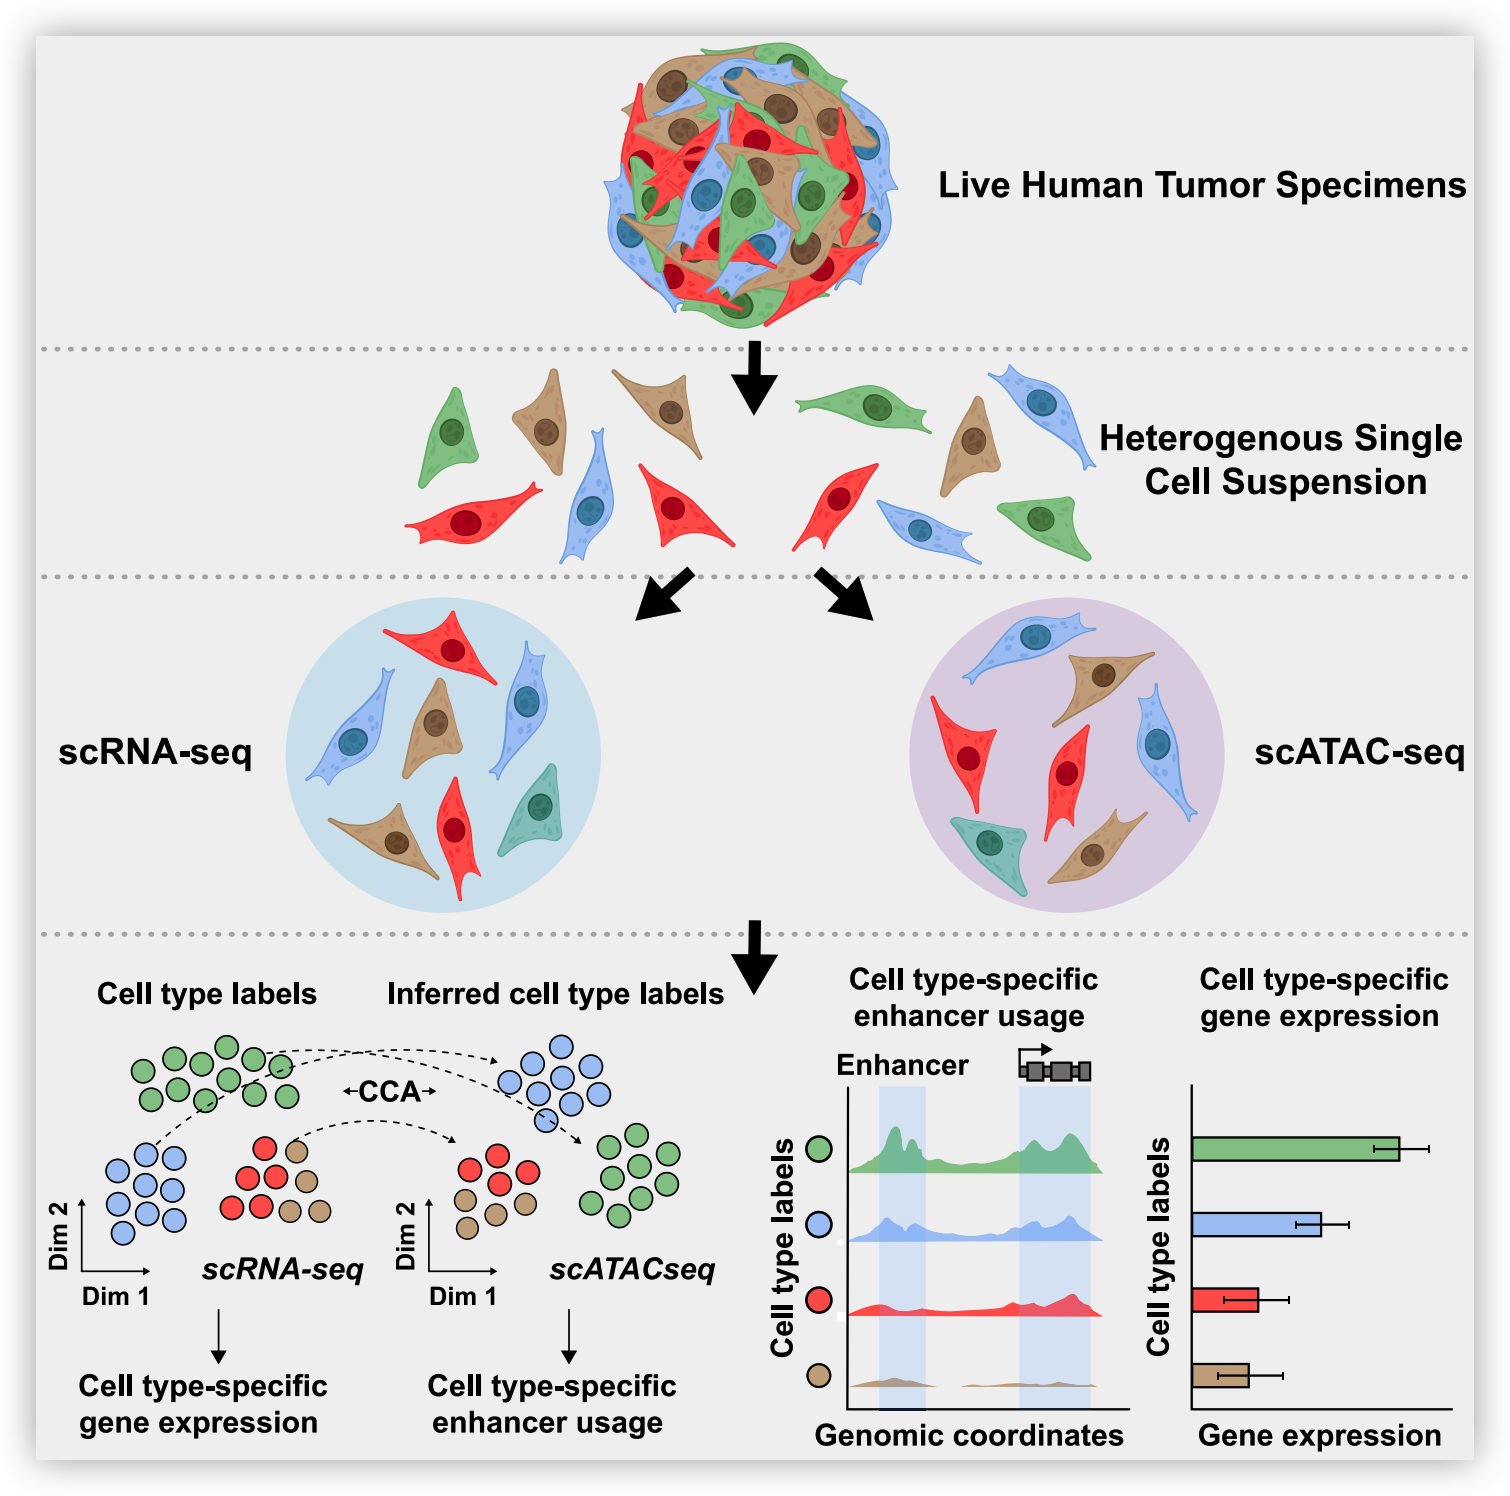 Live Human Tumor Specimens
Heterogenous Single
Cell Suspension
scRNA-seq
scATAC-seq
Cell type labels
Inferred cell type labels
CCA
Dim 2
Dim 1
scRNA-seq
Dim 2
Dim 1
scATACseq
Cell type-specific
gene expression
Cell type-specific
enhancer usage
Cell type-specific
enhancer usage
Enhancer
Cell type labels
Genomic coordinates
Cell type-specific
gene expression
Cell type labels
Gene expression